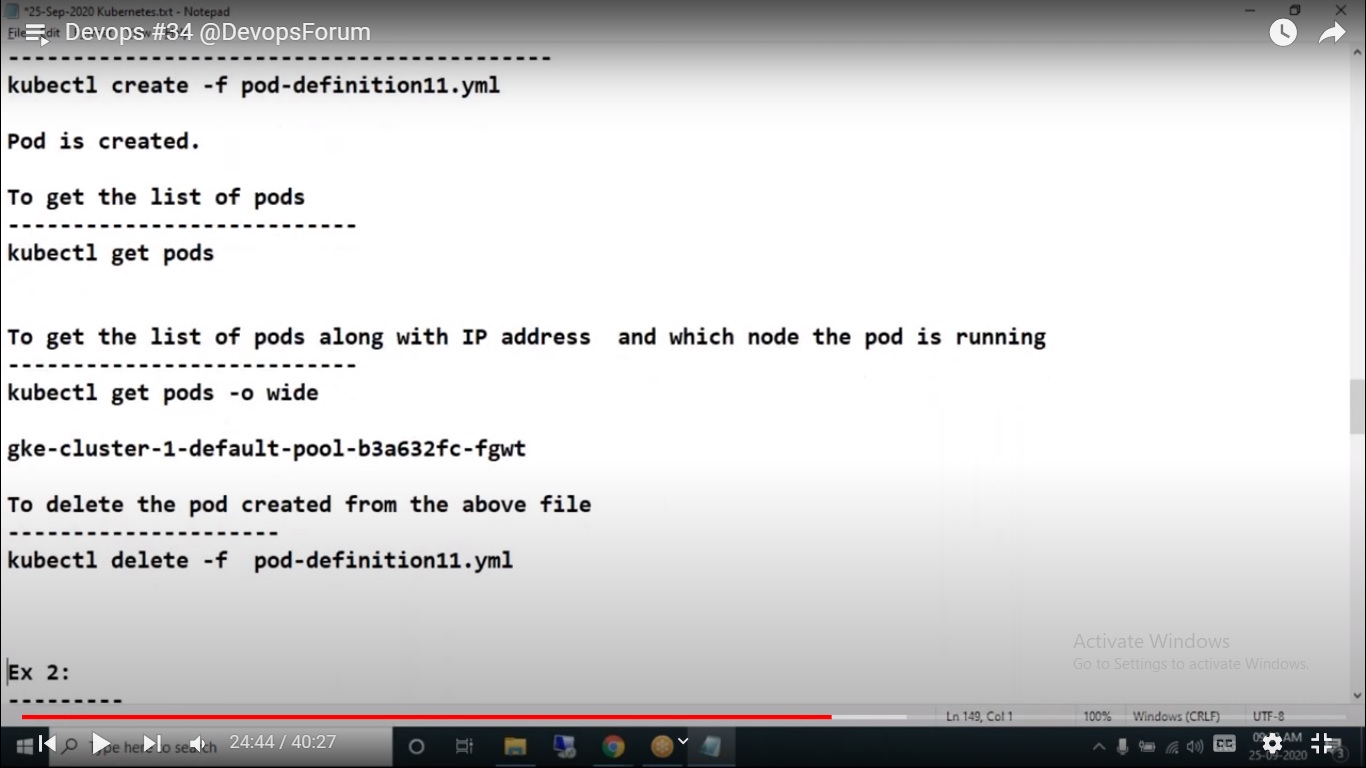 *25-Sep-2020 Kubernetes.txt - Notepad
Devops #34 @DevopsForum
-----------------------------------------
kubectl create -f pod-definition11.yml
Pod is created.
To get the list of pods
---------------------------
kubectl get pods
To get the list of pods along with IP address  and which node the pod is running
---------------------------
kubectl get pods -o wide
gke-cluster-1-default-pool-b3a632fc-fgwt
To delete the pod created from the above file
---------------------
kubectl delete -f  pod-definition11.yml
Activate Windows
Go to Settings to activate Windows.
Ex 2:
---------
Ln 149, Col 1 100% Windows (CRLF) UTF-8
Type here to search
24:44 / 40:27
CC
AM
25-09-2020
3